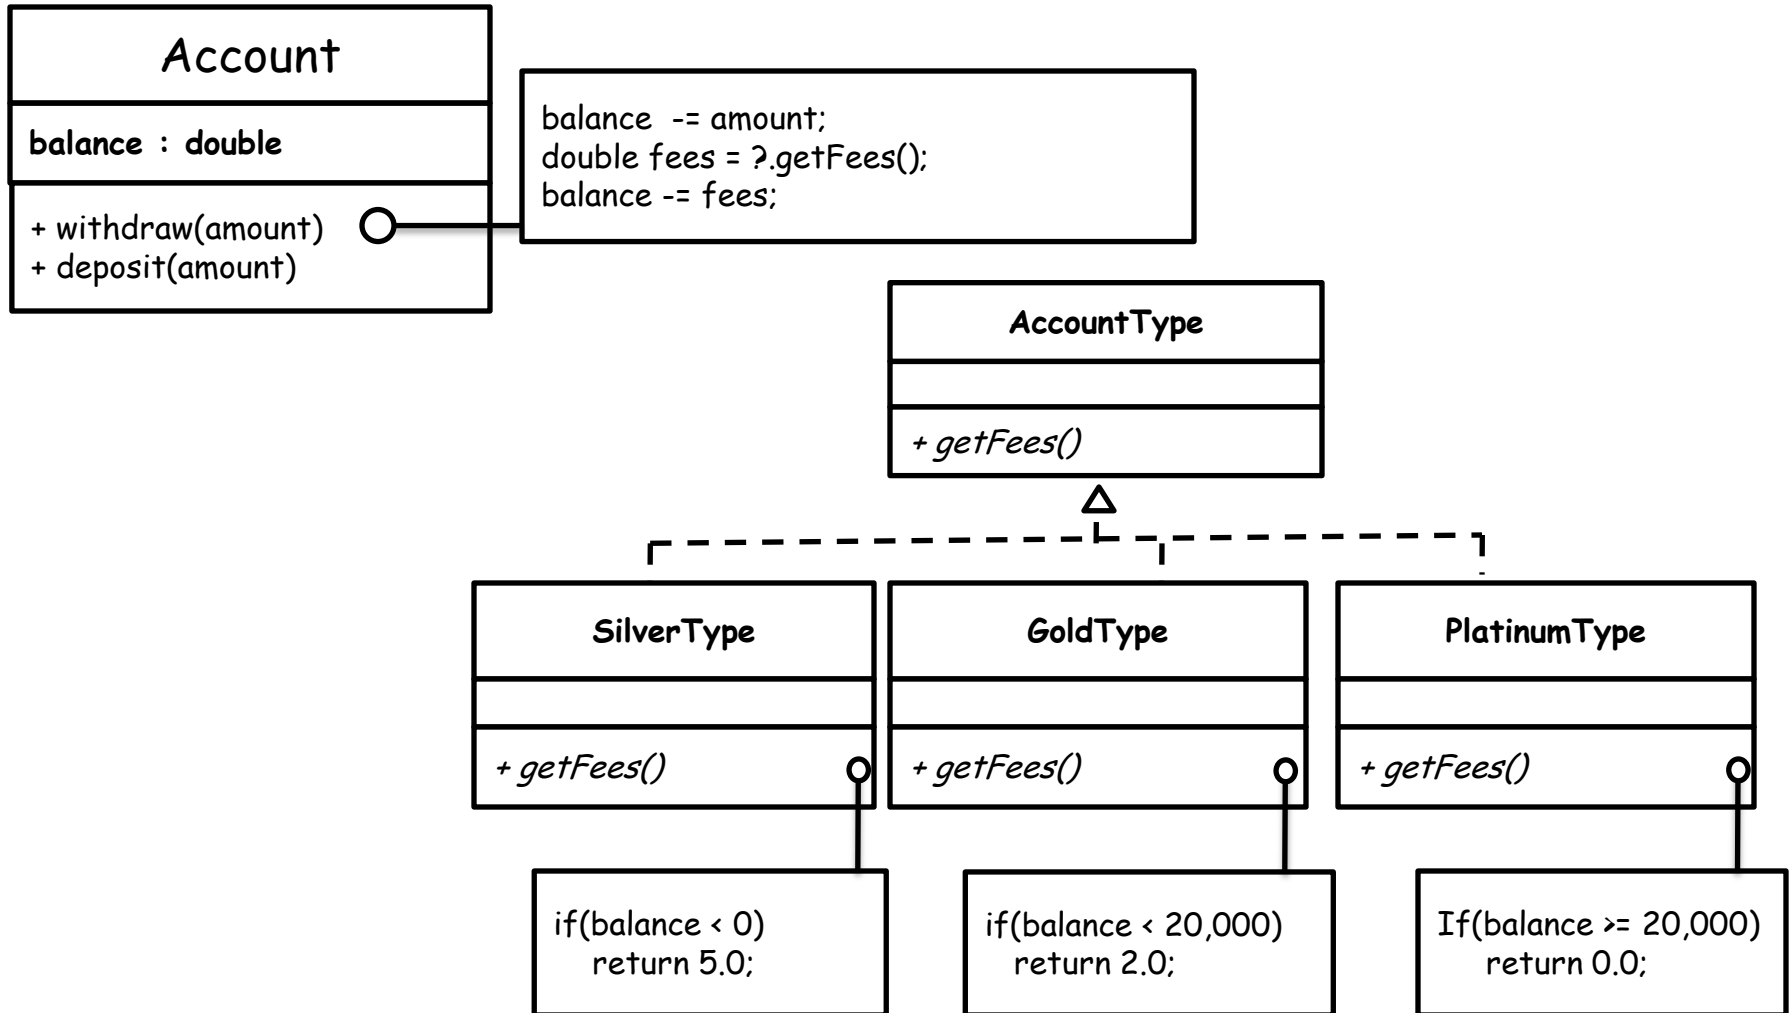 Account
balance : double
+ withdraw(amount)
+ deposit(amount)
balance -= amount;
double fees = ?.getFees();
balance -= fees;
AccountType
+ getFees()
SilverType
+ getFees()
GoldType
+ getFees()
PlatinumType
+ getFees()
if(balance < 0)
return 5.0;
if(balance < 20,000)
return 2.0;
If(balance >= 20,000)
return 0.0;